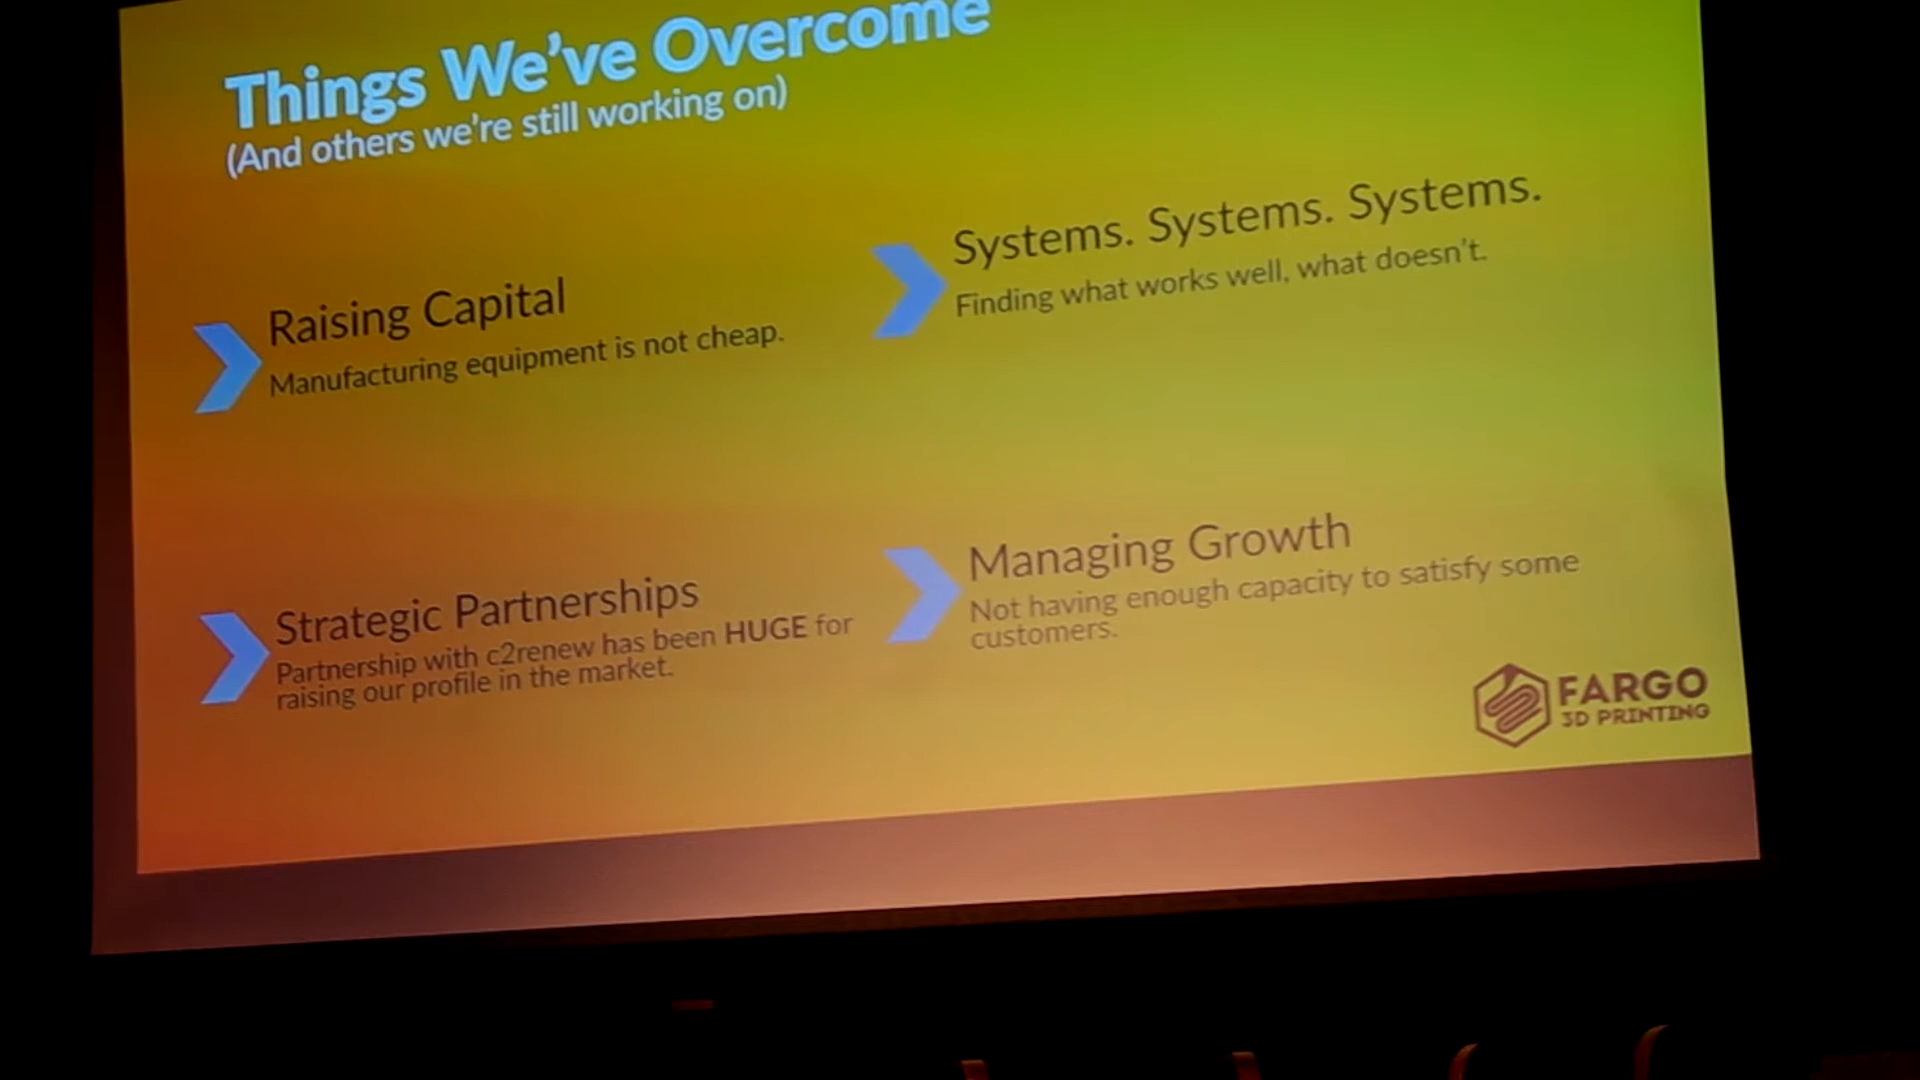 Things We've Overcome
(And others we're still working on)
Raising Capital
Manufacturing equipment is not cheap.
Systems. Systems. Systems.
Finding what works well, what doesn't.
Strategic Partnerships
Partnership with c2renew has been HUGE for
raising our profile in the market.
Managing Growth
Not having enough capacity to satisfy some
customers.
FARGO
3D PRINTING